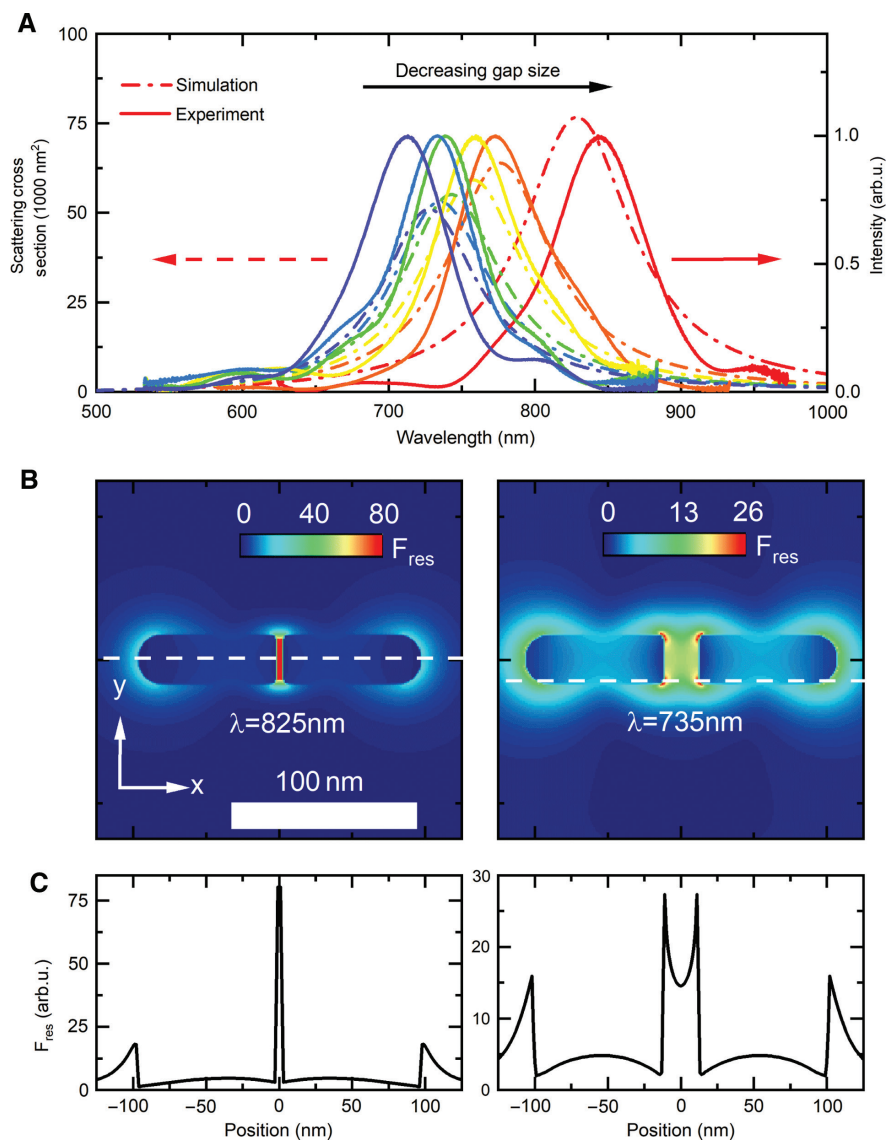 A
100
75
50
25
0
Scattering cross
section (1000 nm²)
Simulation
Experiment
Decreasing gap size
1.0
0.5
0.0
Intensity (arb.u.)
500 600 700 800 900 1000
Wavelength (nm)
B
0 40 80
F_res
λ=825nm
y
x
100 nm
0 13 26
F_res
λ=735nm
C
75
50
25
0
F_res (arb.u.)
−100 −50 0 50 100
Position (nm)
30
20
10
0
−100 −50 0 50 100
Position (nm)